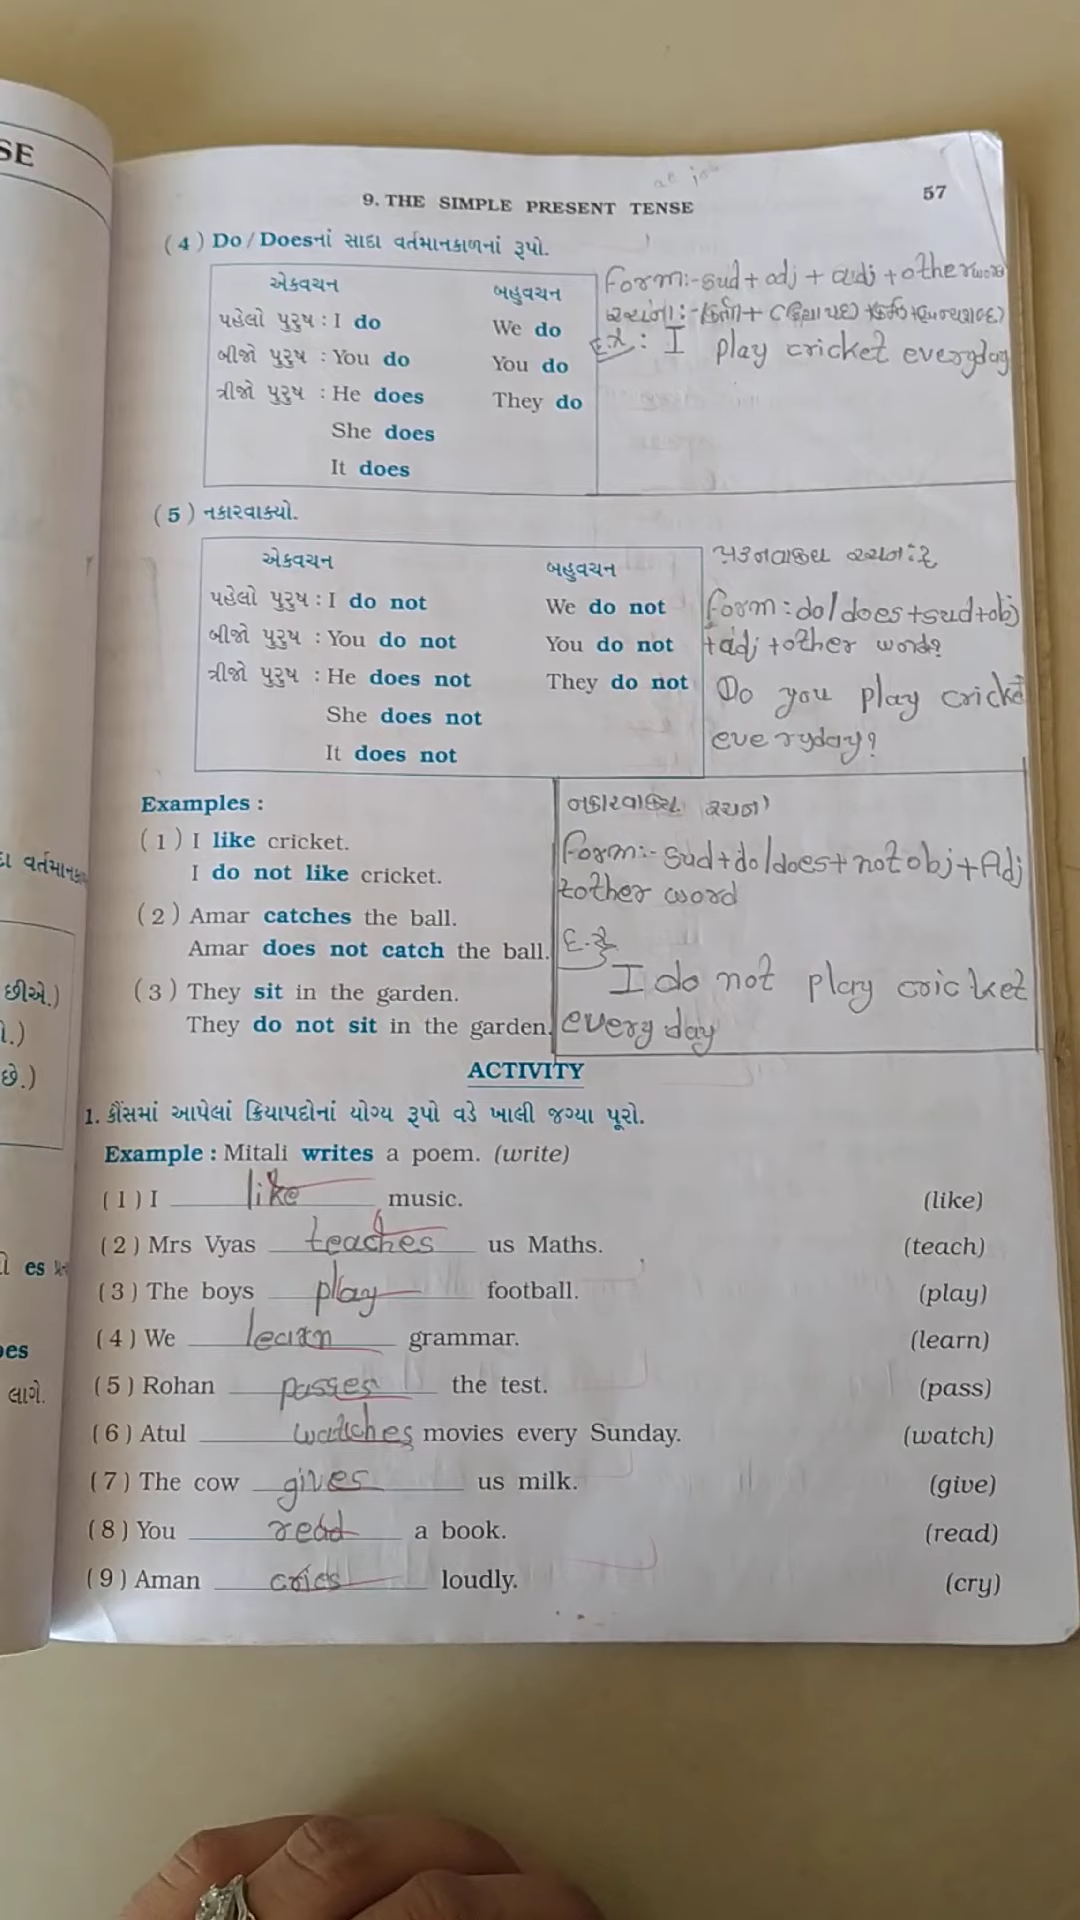 SE
9. THE SIMPLE PRESENT TENSE
57
(4) Do / Doesનાં સાદા વર્તમાનકાળનાં રૂપો.
એકવચન બહુવચન
પહેલો પુરુષ : I do We do
બીજો પુરુષ : You do You do
ત્રીજો પુરુષ : He does They do
She does
It does
Form:- sud + adj + audj + other word
E.x : I play cricket everyday
(5) નકારવાક્યો.
એકવચન બહુવચન
પહેલો પુરુષ : I do not We do not
બીજો પુરુષ : You do not You do not
ત્રીજો પુરુષ : He does not They do not
She does not
It does not
Form : do/does+sud+obj
+adj +other word?
Do you play cricket
everyday?
Examples :
(1) I like cricket.
I do not like cricket.
(2) Amar catches the ball.
Amar does not catch the ball.
(3) They sit in the garden.
They do not sit in the garden.
Form:- sud+do/does+not obj+Adj
+other word
E.x
I do not play cricket
every day
ACTIVITY
1. કૌંસમાં આપેલાં ક્રિયાપદોનાં યોગ્ય રૂપો વડે ખાલી જગ્યા પૂરો.
Example : Mitali writes a poem. (write)
(1) I like music. (like)
(2) Mrs Vyas teaches us Maths. (teach)
(3) The boys play football. (play)
(4) We learn grammar. (learn)
(5) Rohan passes the test. (pass)
(6) Atul watches movies every Sunday. (watch)
(7) The cow gives us milk. (give)
(8) You read a book. (read)
(9) Aman cries loudly. (cry)
છીએ.)
છે.)
es
લાગે.